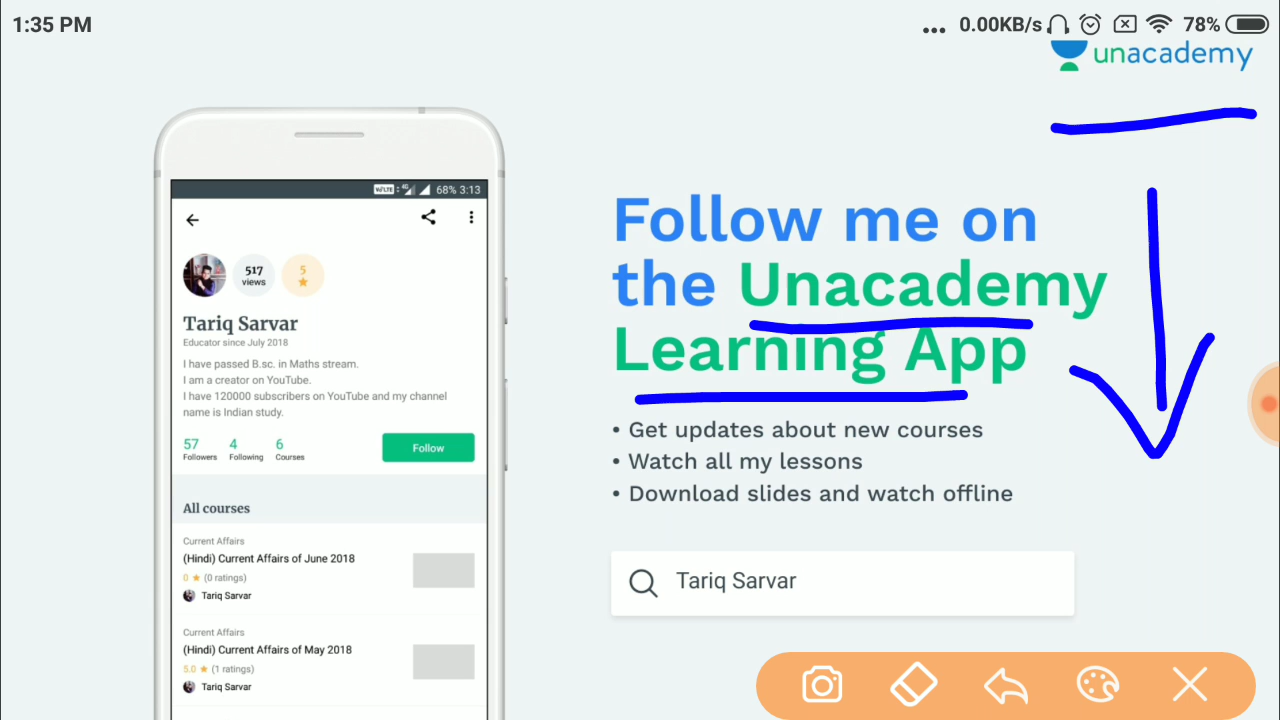 1:35 PM
... 0.00KB/s 78%
unacademy
VoLTE 4G 68% 3:13
517
views
5
Tariq Sarvar
Educator since July 2018
I have passed B.sc. in Maths stream.
I am a creator on YouTube.
I have 120000 subscribers on YouTube and my channel
name is Indian study.
57
Followers
4
Following
6
Courses
Follow
All courses
Current Affairs
(Hindi) Current Affairs of June 2018
0 ★ (0 ratings)
Tariq Sarvar
Current Affairs
(Hindi) Current Affairs of May 2018
5.0 ★ (1 ratings)
Tariq Sarvar
Follow me on
the Unacademy
Learning App
• Get updates about new courses
• Watch all my lessons
• Download slides and watch offline
Tariq Sarvar